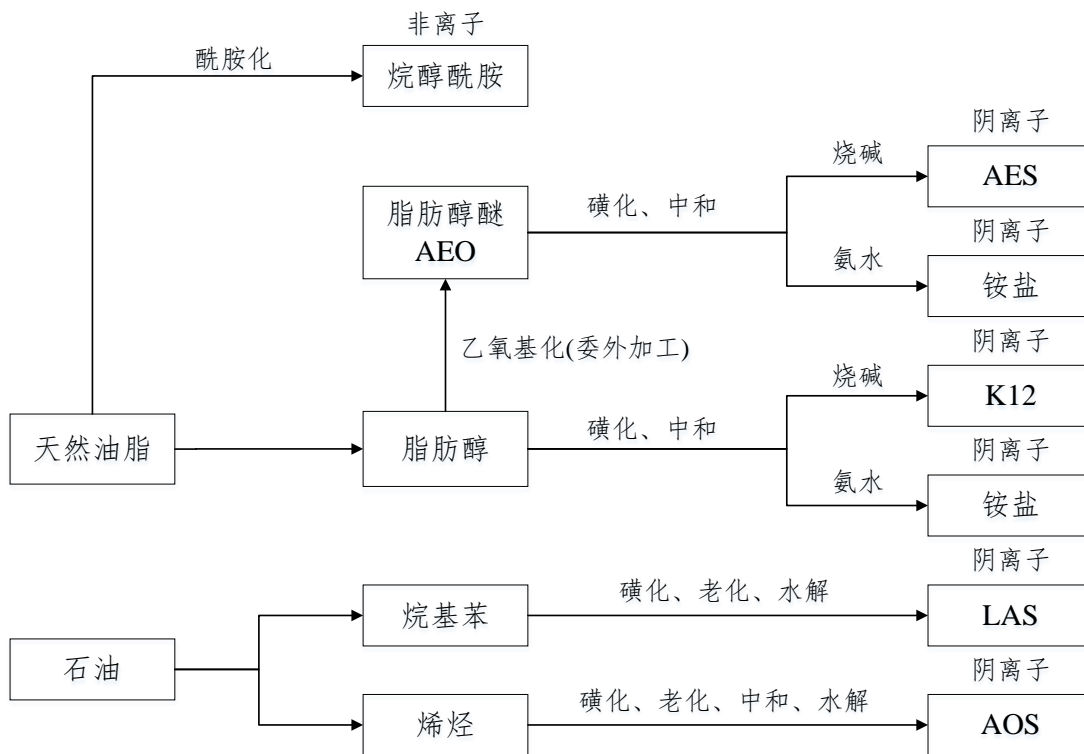 非离子
酰胺化
烷醇酰胺
阴离子
烧碱
AES
脂肪醇醚
AEO
磺化、中和
阴离子
氨水
铵盐
乙氧基化(委外加工)
阴离子
烧碱
K12
天然油脂
脂肪醇
磺化、中和
阴离子
氨水
铵盐
阴离子
烷基苯
磺化、老化、水解
LAS
石油
阴离子
烯烃
磺化、老化、中和、水解
AOS